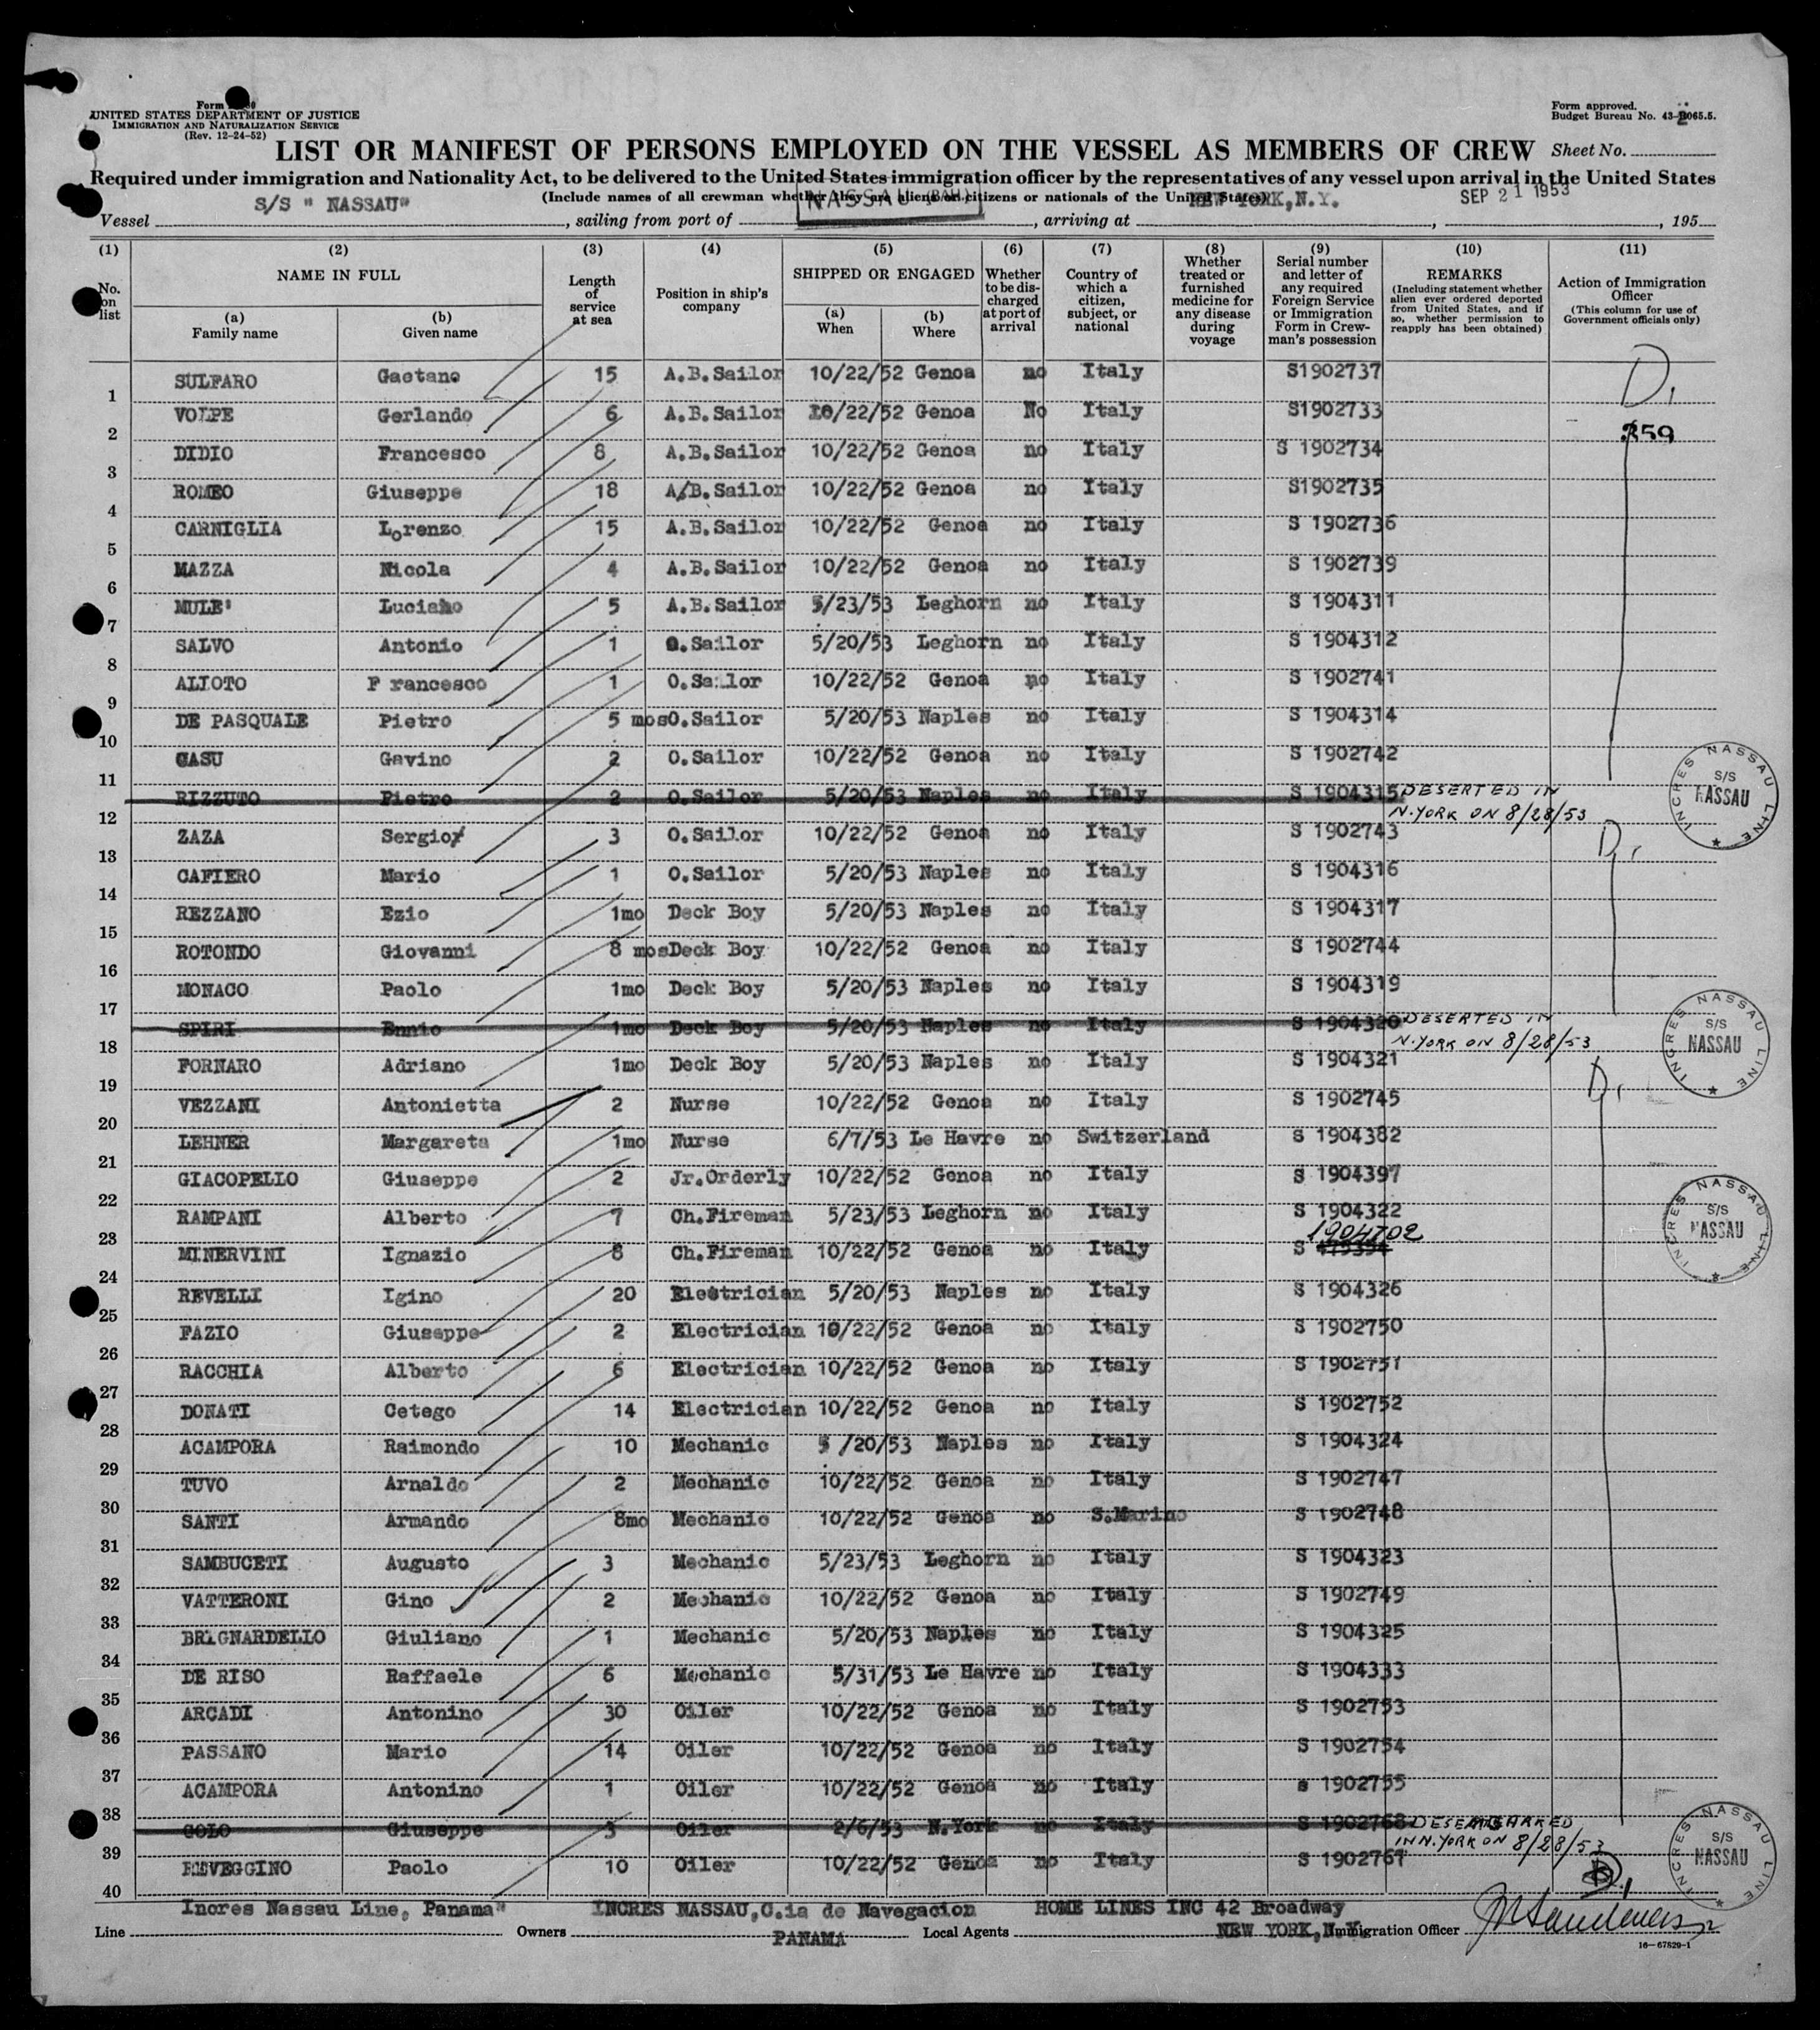 Form
UNITED STATES DEPARTMENT OF JUSTICE
IMMIGRATION AND NATURALIZATION SERVICE
(Rev. 12-24-52)
Form approved.
Budget Bureau No. 43- 065.5.
LIST OR MANIFEST OF PERSONS EMPLOYED ON THE VESSEL AS MEMBERS OF CREW Sheet No.
Required under immigration and Nationality Act, to be delivered to the United States immigration officer by the representatives of any vessel upon arrival in the United States
(Include names of all crewman whether they are aliens or citizens or nationals of the United States)
Vessel S/S " NASSAU" , sailing from port of NASSAU (BAH.) , arriving at NEW YORK, N.Y. , SEP 21 1953 , 195
(1) (2) (3) (4) (5) (6) (7) (8) (9) (10) (11)
No. on list
NAME IN FULL
(a) Family name
(b) Given name
Length of service at sea
Position in ship's company
SHIPPED OR ENGAGED
(a) When
(b) Where
Whether to be discharged at port of arrival
Country of which a citizen, subject, or national
Whether treated or furnished medicine for any disease during voyage
Serial number and letter of any required Foreign Service or Immigration Form in Crewman's possession
REMARKS
(Including statement whether alien ever ordered deported from United States, and if so, whether permission to reapply has been obtained)
Action of Immigration Officer
(This column for use of Government officials only)
1 SULFARO Gaetano 15 A.B.Sailor 10/22/52 Genoa no Italy S1902737 D,
2 VOLPE Gerlando 6 A.B.Sailor 10/22/52 Genoa No Italy S1902733 359
3 DIDIO Francesco 8 A.B.Sailor 10/22/52 Genoa no Italy S 1902734
4 ROMEO Giuseppe 18 A/B.Sailor 10/22/52 Genoa no Italy S1902735
5 CARNIGLIA Lorenzo 15 A.B.Sailor 10/22/52 Genoa no Italy S 1902736
6 MAZZA Nicola 4 A.B.Sailor 10/22/52 Genoa no Italy S 1902739
7 MULE' Luciano 5 A.B.Sailor 5/23/53 Leghorn no Italy S 1904311
8 SALVO Antonio 1 O.Sailor 5/20/53 Leghorn no Italy S 1904312
9 ALIOTO F rancesco 1 O.Sailor 10/22/52 Genoa no Italy S 1902741
10 DE PASQUALE Pietro 5 mos O.Sailor 5/20/53 Naples no Italy S 1904314
11 CASU Gavino 2 O.Sailor 10/22/52 Genoa no Italy S 1902742
12 RIZZUTO Pietro 2 O.Sailor 5/20/53 Naples no Italy S 1904315 DESERTED IN
N.YORK ON 8/28/53
13 ZAZA Sergio 3 O.Sailor 10/22/52 Genoa no Italy S 1902743 D,
14 CAFIERO Mario 1 O.Sailor 5/20/53 Naples no Italy S 1904316
15 REZZANO Ezio 1mo Deck Boy 5/20/53 Naples no Italy S 1904317
16 ROTONDO Giovanni 8 mos Deck Boy 10/22/52 Genoa no Italy S 1902744
17 MONACO Paolo 1mo Deck Boy 5/20/53 Naples no Italy S 1904319
18 SPIRI Ennio 1mo Deck Boy 5/20/53 Naples no Italy S 1904320 DESERTED IN
N.YORK ON 8/28/53
19 FORNARO Adriano 1mo Deck Boy 5/20/53 Naples no Italy S 1904321 D,
20 VEZZANI Antonietta 2 Nurse 10/22/52 Genoa no Italy S 1902745
21 LEHNER Margareta 1mo Nurse 6/7/53 Le Havre no Switzerland S 1904382
22 GIACOPELLO Giuseppe 2 Jr.Orderly 10/22/52 Genoa no Italy S 1904397
23 RAMPANI Alberto 7 Ch.Fireman 5/23/53 Leghorn no Italy S 1904322
24 MINERVINI Ignazio 8 Ch.Fireman 10/22/52 Genoa no Italy S 1904702
25 REVELLI Igino 20 Electrician 5/20/53 Naples no Italy S 1904326
26 FAZIO Giuseppe 2 Electrician 10/22/52 Genoa no Italy S 1902750
27 RACCHIA Alberto 6 Electrician 10/22/52 Genoa no Italy S 1902751
28 DONATI Cetego 14 Electrician 10/22/52 Genoa no Italy S 1902752
29 ACAMPORA Raimondo 10 Mechanic 5 /20/53 Naples no Italy S 1904324
30 TUVO Arnaldo 2 Mechanic 10/22/52 Genoa no Italy S 1902747
31 SANTI Armando 8mo Mechanic 10/22/52 Genoa no S.Marino S 1902748
32 SAMBUCETI Augusto 3 Mechanic 5/23/53 Leghorn no Italy S 1904323
33 VATTERONI Gino 2 Mechanic 10/22/52 Genoa no Italy S 1902749
34 BRIGNARDELLO Giuliano 1 Mechanic 5/20/53 Naples no Italy S 1904325
35 DE RISO Raffaele 6 Mechanic 5/31/53 Le Havre no Italy S 1904333
36 ARCADI Antonino 30 Oiler 10/22/52 Genoa no Italy S 1902753
37 PASSANO Mario 14 Oiler 10/22/52 Genoa no Italy S 1902754
38 ACAMPORA Antonino 1 Oiler 10/22/52 Genoa no Italy s 1902755
39 COLO Giuseppe 3 Oiler 2/6/53 N.York no Italy S 1902768
IN N.YORK ON 8/28/53
40 REVEGGINO Paolo 10 Oiler 10/22/52 Genoa no Italy S 1902767
INCRES NASSAU LINE
S/S
NASSAU
INCRES NASSAU LINE
S/S
NASSAU
INCRES NASSAU LINE
S/S
NASSAU
INCRES NASSAU LINE
S/S
NASSAU
Line Incres Nassau Line, Panama" Owners INCRES NASSAU,C.ia de Navegacion PANAMA Local Agents HOME LINES INC 42 Broadway NEW YORK, N.Y. Immigration Officer
16—67829-1